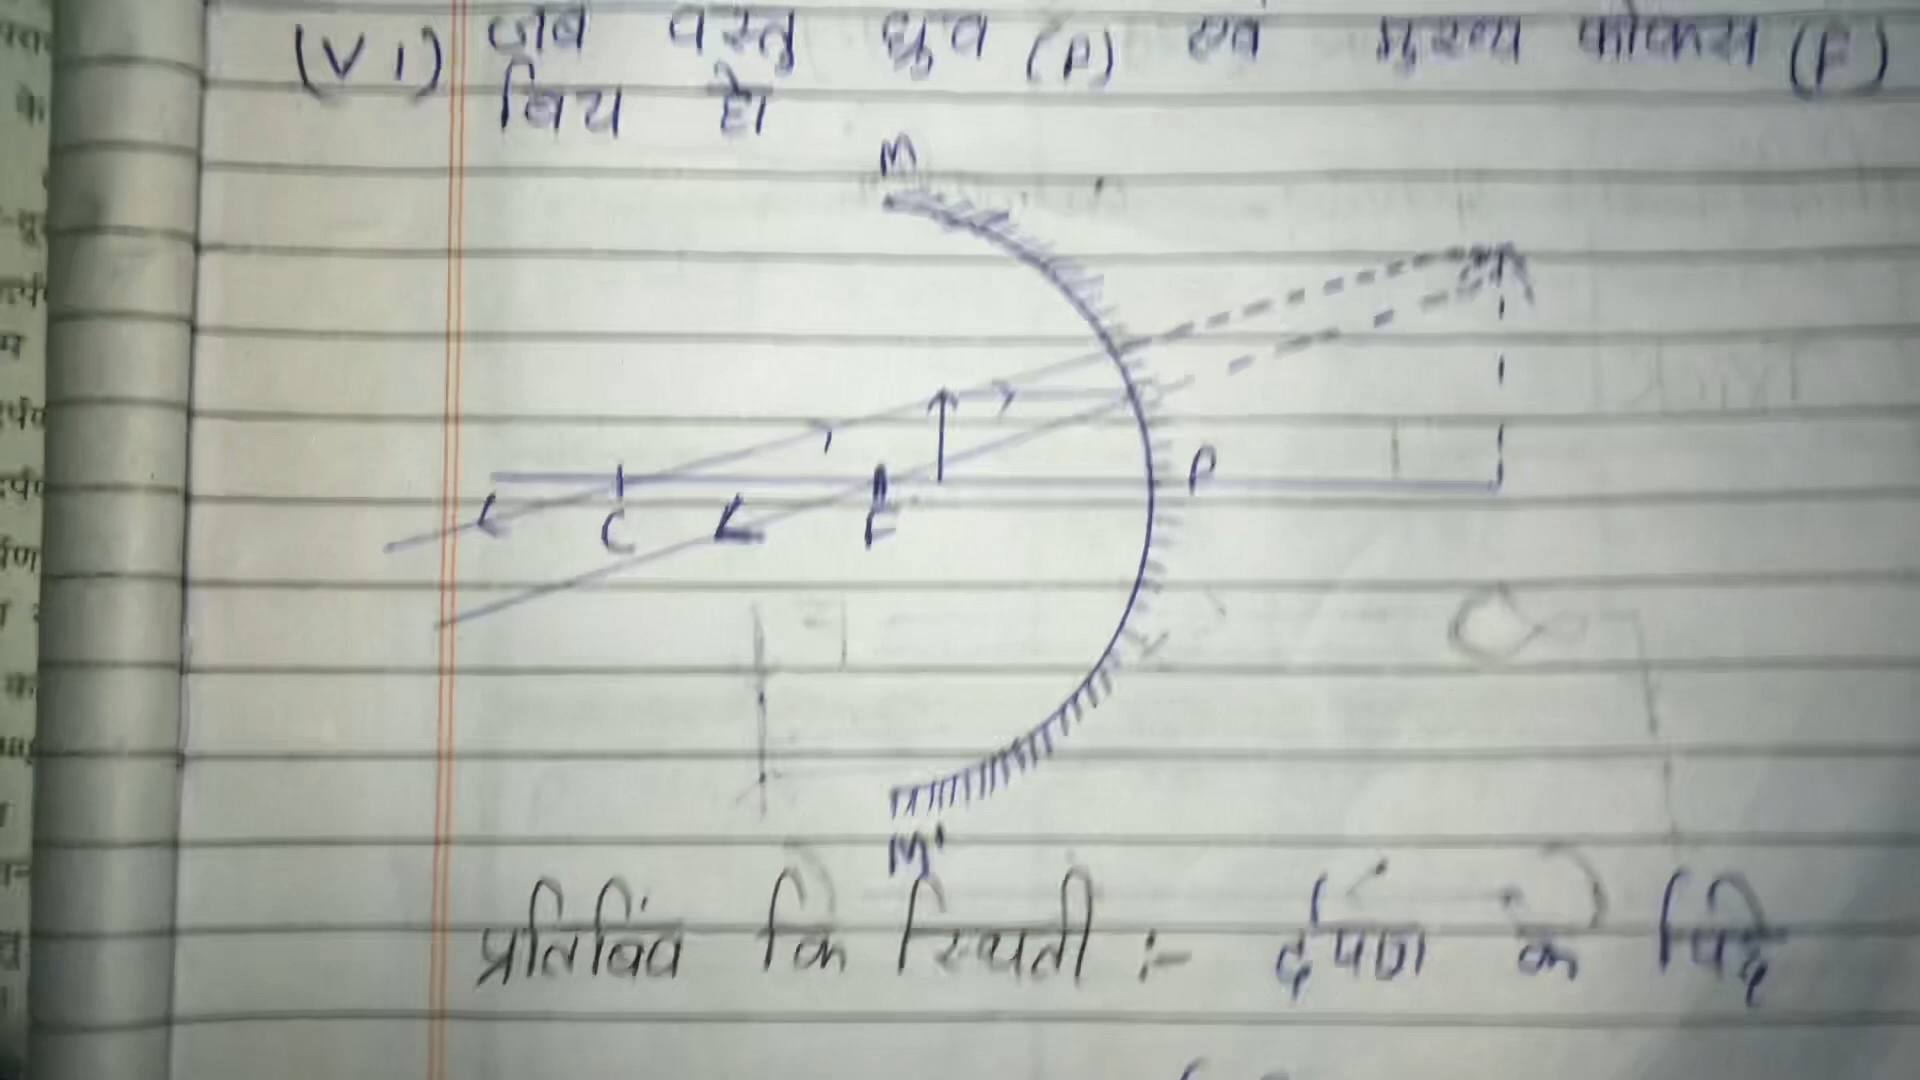 (VI) जब वस्तु ध्रुव (P) एवं मुख्य फोकस (F)
बिच हो
M
P
C F
M'
प्रतिबिंब कि स्थिती :- दर्पण के पिछे